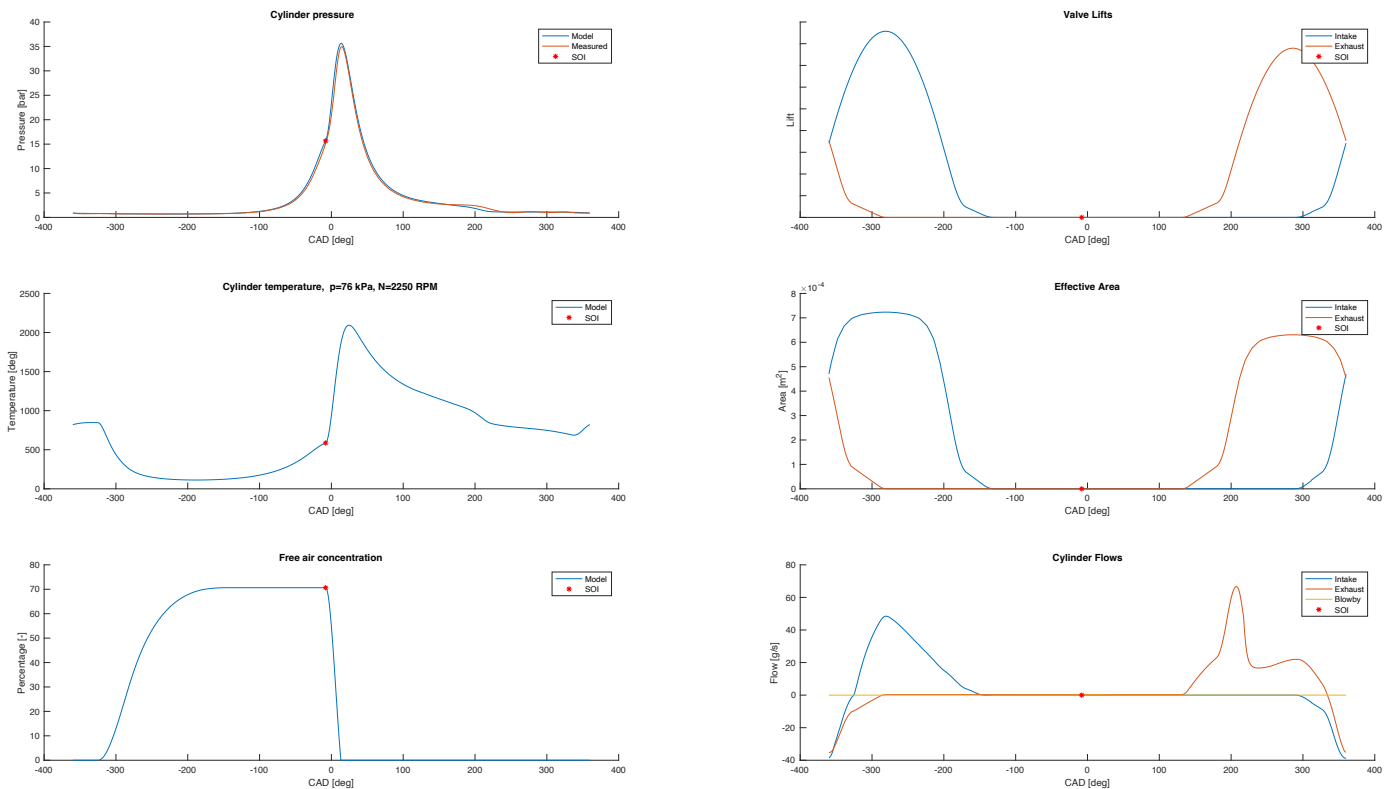 Cylinder pressure
40
35
30
25
20
15
10
5
0
Pressure [bar]
-400 -300 -200 -100 0 100 200 300 400
CAD [deg]
Model
Measured
SOI
Valve Lifts
Lift
-400 -300 -200 -100 0 100 200 300 400
CAD [deg]
Intake
Exhaust
SOI
Cylinder temperature, p=76 kPa, N=2250 RPM
2500
2000
1500
1000
500
0
Temperature [deg]
-400 -300 -200 -100 0 100 200 300 400
CAD [deg]
Model
SOI
Effective Area
×10⁻⁴
8
7
6
5
4
3
2
1
0
Area [m²]
-400 -300 -200 -100 0 100 200 300 400
CAD [deg]
Intake
Exhaust
SOI
Free air concentration
80
70
60
50
40
30
20
10
0
Percentage [-]
-400 -300 -200 -100 0 100 200 300 400
CAD [deg]
Model
SOI
Cylinder Flows
80
60
40
20
0
-20
-40
Flow [g/s]
-400 -300 -200 -100 0 100 200 300 400
CAD [deg]
Intake
Exhaust
Blowby
SOI